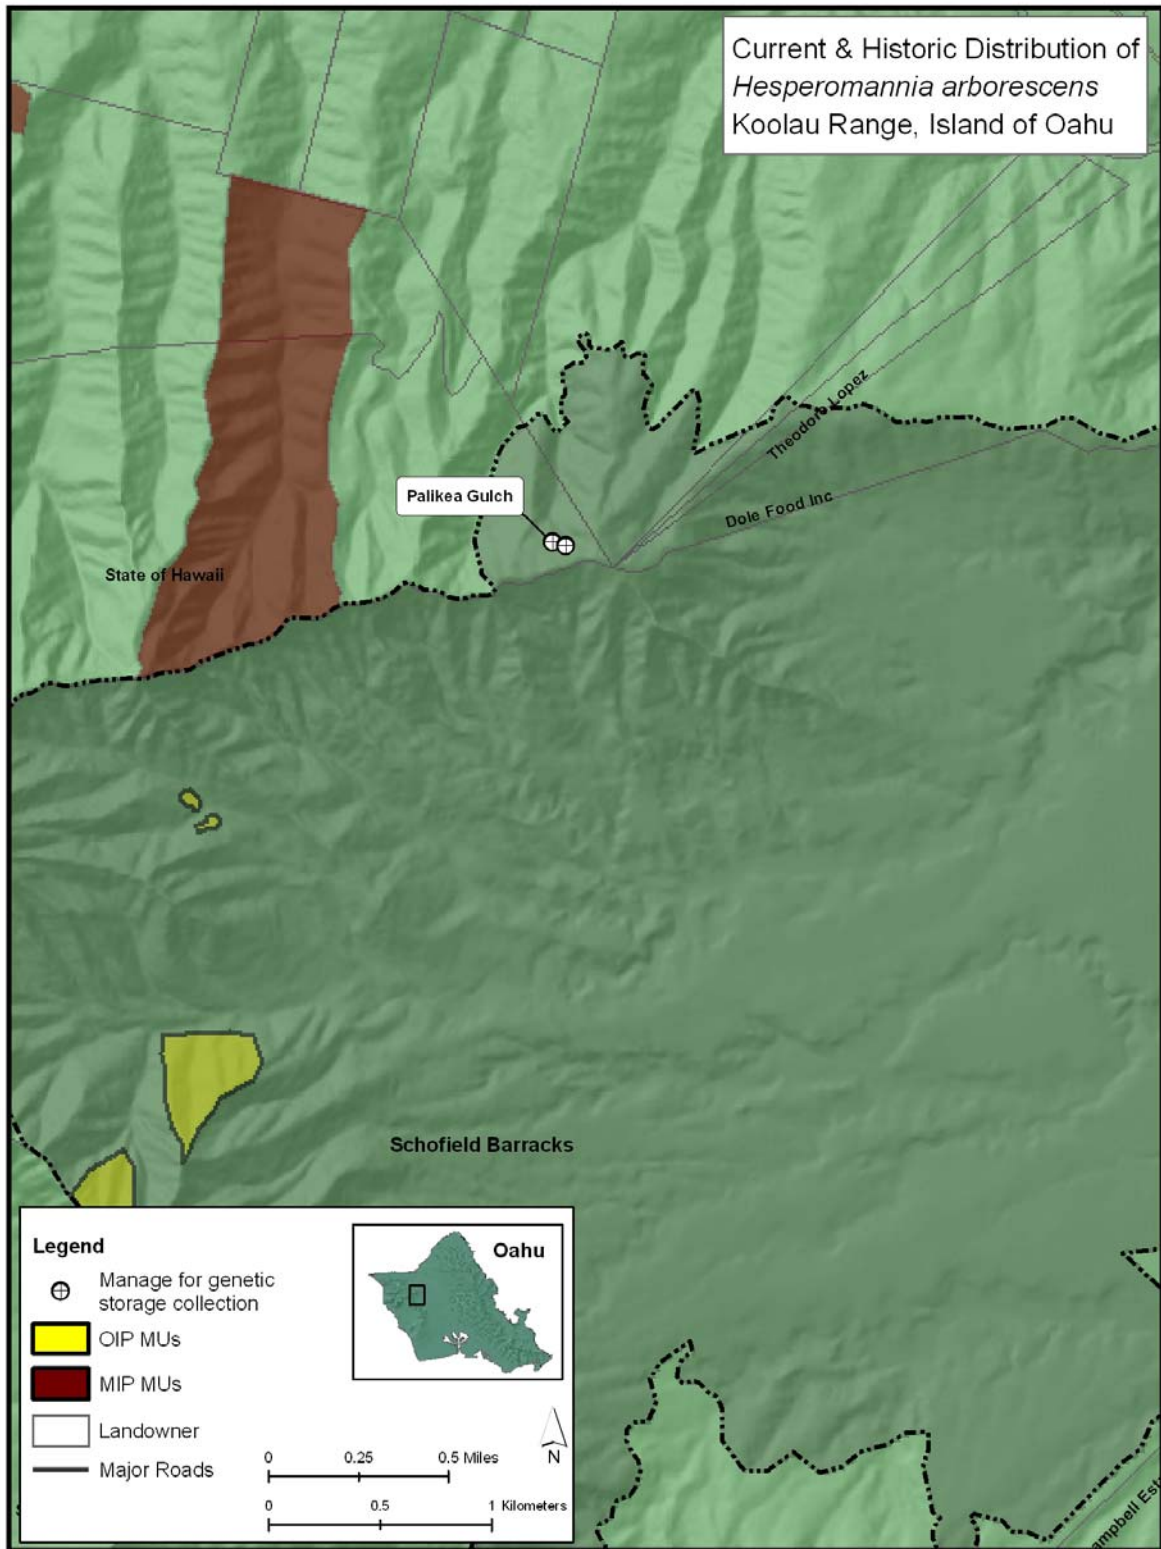 Current & Historic Distribution of
Hesperomannia arborescens
Koolau Range, Island of Oahu
Theodore Lopez
Palikea Gulch
Dole Food Inc
State of Hawaii
Schofield Barracks
Legend
Manage for genetic
storage collection
OIP MUs
MIP MUs
Landowner
Major Roads
Oahu
N
0 0.25 0.5 Miles
0 0.5 1 Kilometers